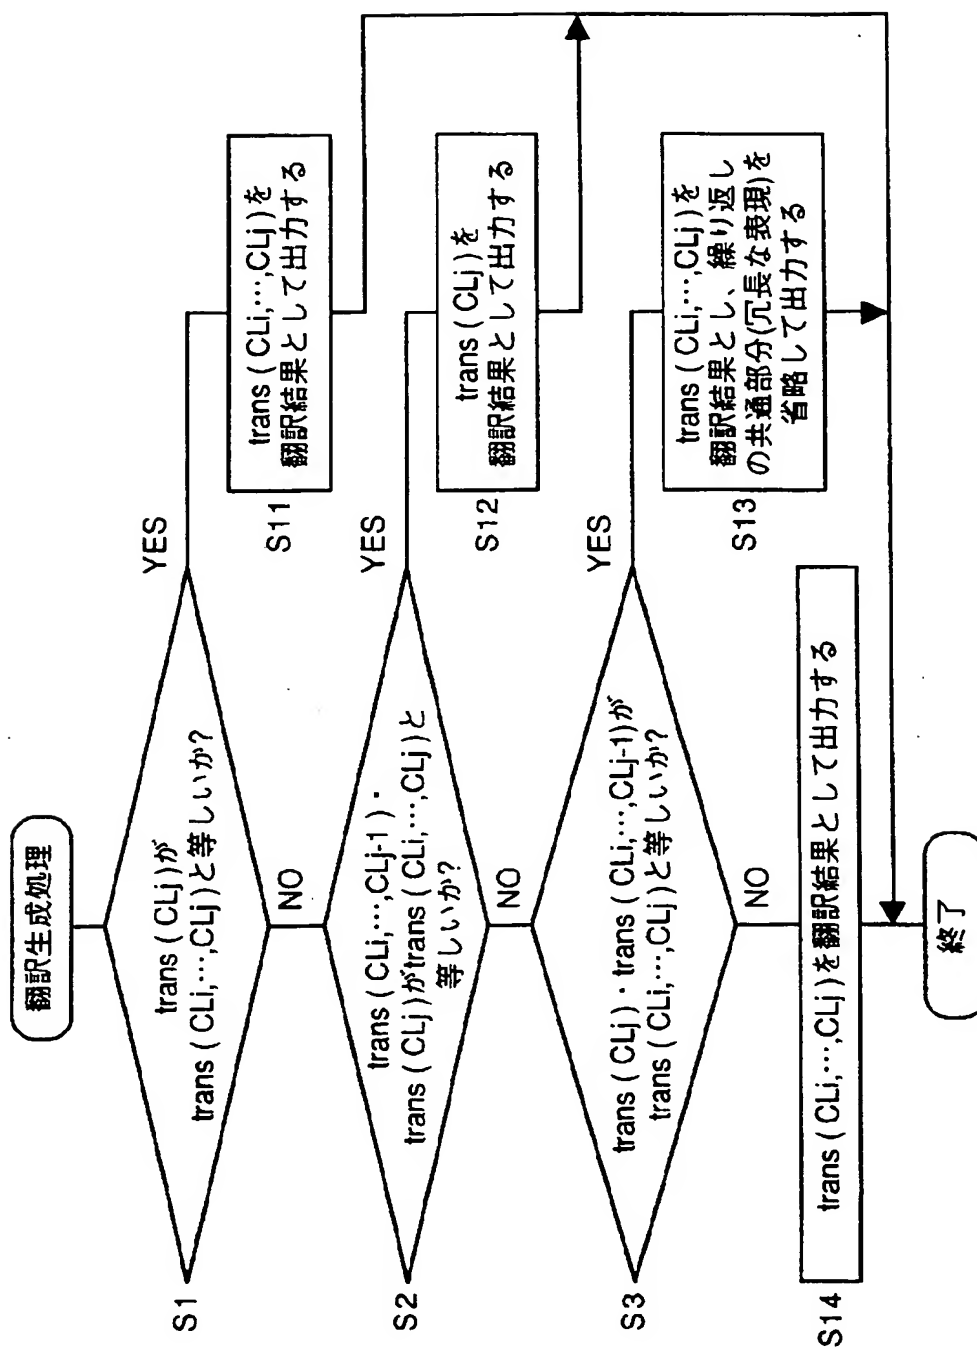 翻訳生成処理
S1
trans ( CLj )が
trans ( CLi,…,CLj)と等しいか?
YES
NO
S11
trans ( CLi,…,CLj )を
翻訳結果として出力する
S2
trans ( CLi,…,CLj-1 )・
trans ( CLj )がtrans ( CLi,…,CLj)と
等しいか?
YES
NO
S12
trans ( CLj )を
翻訳結果として出力する
S3
trans ( CLj )・trans ( CLi,…,CLj-1)が
trans ( CLi,…,CLj)と等しいか?
YES
NO
S13
trans ( CLi,…,CLj )を
翻訳結果とし、繰り返し
の共通部分(冗長な表現)を
省略して出力する
S14
trans ( CLi,…,CLj )を翻訳結果として出力する
終了